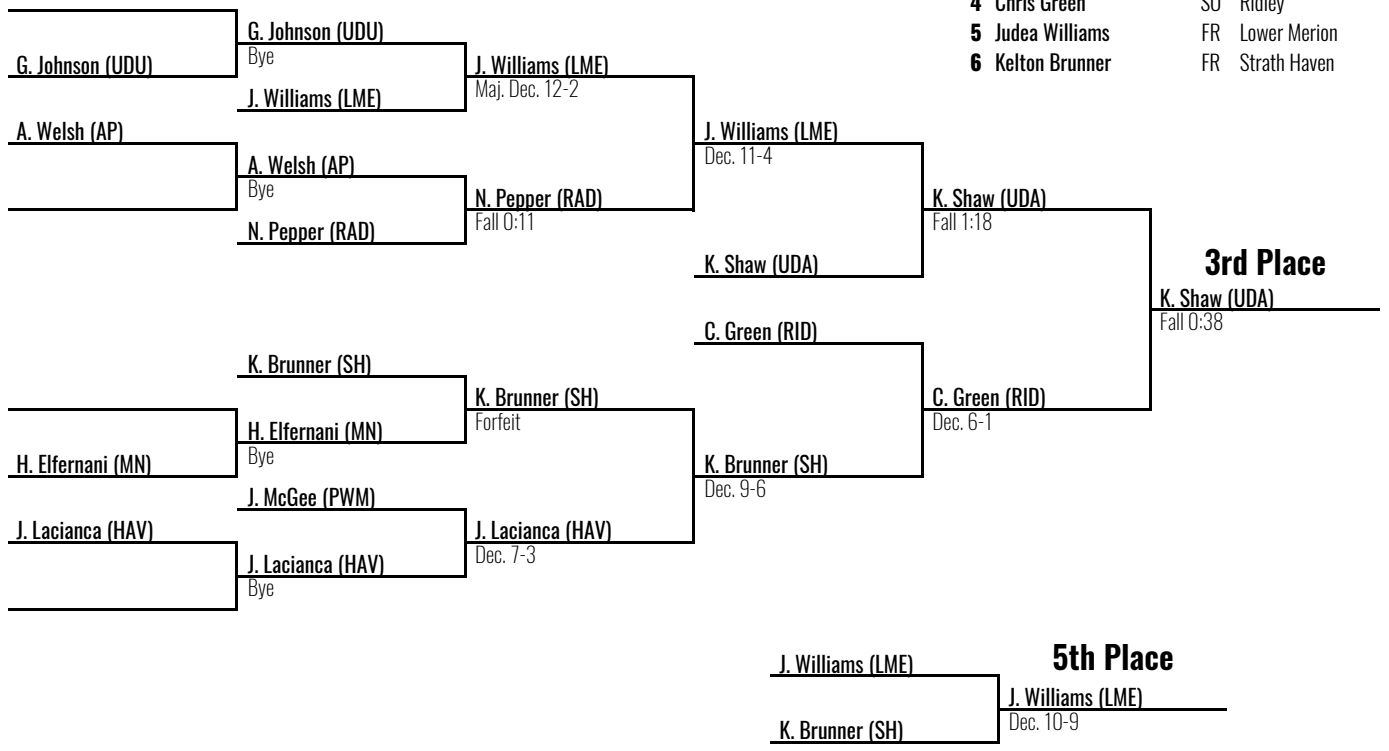 4 Chris Green SO Ridley
5 Judea Williams FR Lower Merion
6 Kelton Brunner FR Strath Haven
G. Johnson (UDU)
Bye
G. Johnson (UDU)
J. Williams (LME)
Maj. Dec. 12-2
J. Williams (LME)
A. Welsh (AP)
J. Williams (LME)
Dec. 11-4
A. Welsh (AP)
Bye
N. Pepper (RAD)
Fall 0:11
K. Shaw (UDA)
Fall 1:18
N. Pepper (RAD)
K. Shaw (UDA)
3rd Place
K. Shaw (UDA)
Fall 0:38
C. Green (RID)
K. Brunner (SH)
K. Brunner (SH)
Forfeit
C. Green (RID)
Dec. 6-1
H. Elfernani (MN)
Bye
H. Elfernani (MN)
K. Brunner (SH)
Dec. 9-6
J. McGee (PWM)
J. Lacianca (HAV)
J. Lacianca (HAV)
Dec. 7-3
J. Lacianca (HAV)
Bye
5th Place
J. Williams (LME)
J. Williams (LME)
Dec. 10-9
K. Brunner (SH)